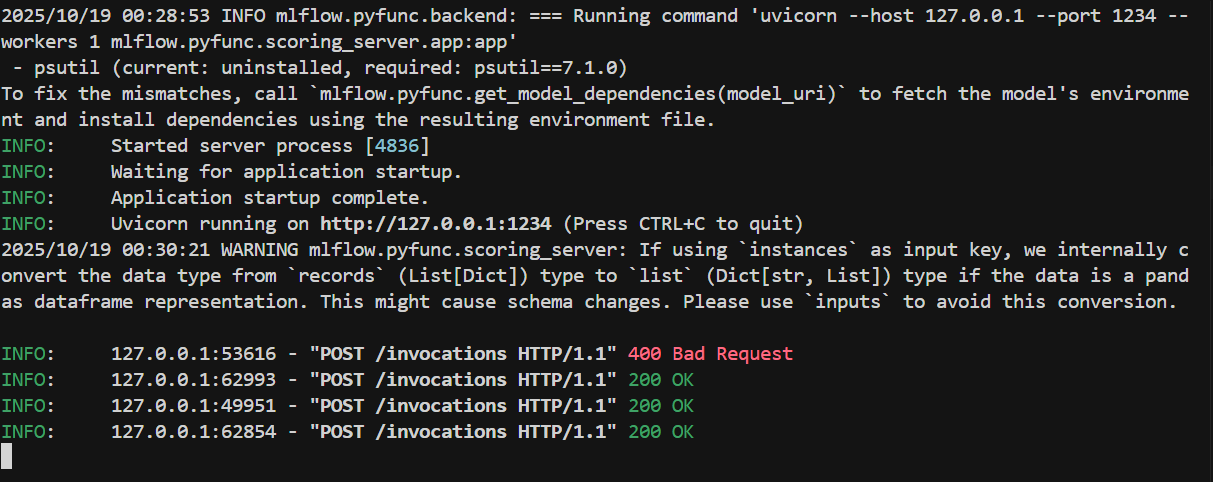 2025/10/19 00:28:53 INFO mlflow.pyfunc.backend: === Running command 'uvicorn --host 127.0.0.1 --port 1234 --
workers 1 mlflow.pyfunc.scoring_server.app:app'
 - psutil (current: uninstalled, required: psutil==7.1.0)
To fix the mismatches, call `mlflow.pyfunc.get_model_dependencies(model_uri)` to fetch the model's environme
nt and install dependencies using the resulting environment file.
INFO:     Started server process [4836]
INFO:     Waiting for application startup.
INFO:     Application startup complete.
INFO:     Uvicorn running on http://127.0.0.1:1234 (Press CTRL+C to quit)
2025/10/19 00:30:21 WARNING mlflow.pyfunc.scoring_server: If using `instances` as input key, we internally c
onvert the data type from `records` (List[Dict]) type to `list` (Dict[str, List]) type if the data is a pand
as dataframe representation. This might cause schema changes. Please use `inputs` to avoid this conversion.
INFO:     127.0.0.1:53616 - "POST /invocations HTTP/1.1" 400 Bad Request
INFO:     127.0.0.1:62993 - "POST /invocations HTTP/1.1" 200 OK
INFO:     127.0.0.1:49951 - "POST /invocations HTTP/1.1" 200 OK
INFO:     127.0.0.1:62854 - "POST /invocations HTTP/1.1" 200 OK